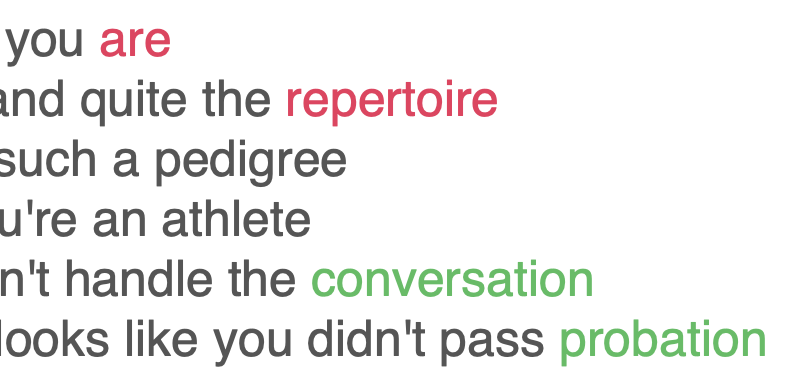 you are
and quite the repertoire
such a pedigree
u're an athlete
n't handle the conversation
looks like you didn't pass probation